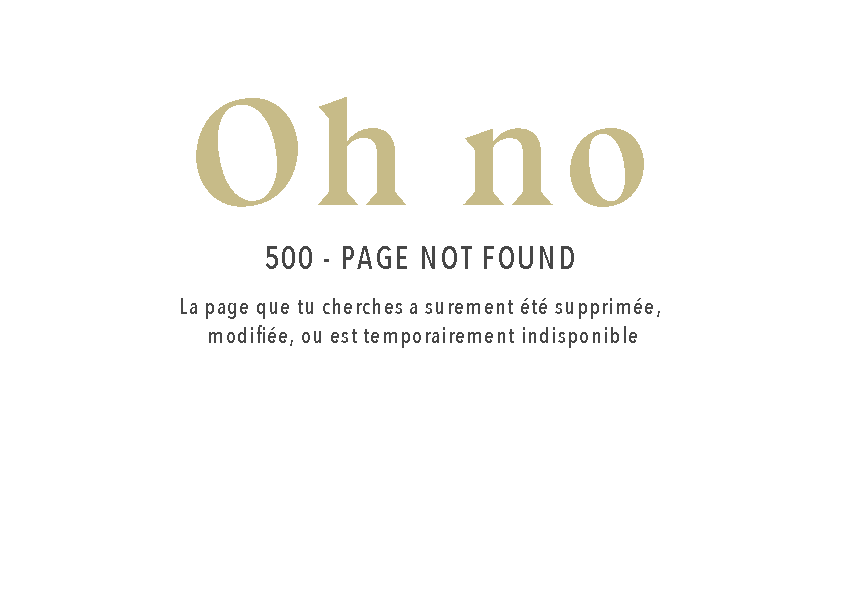 Oh no
500 - PAGE NOT FOUND
La page que tu cherches a surement été supprimée,
modifiée, ou est temporairement indisponible